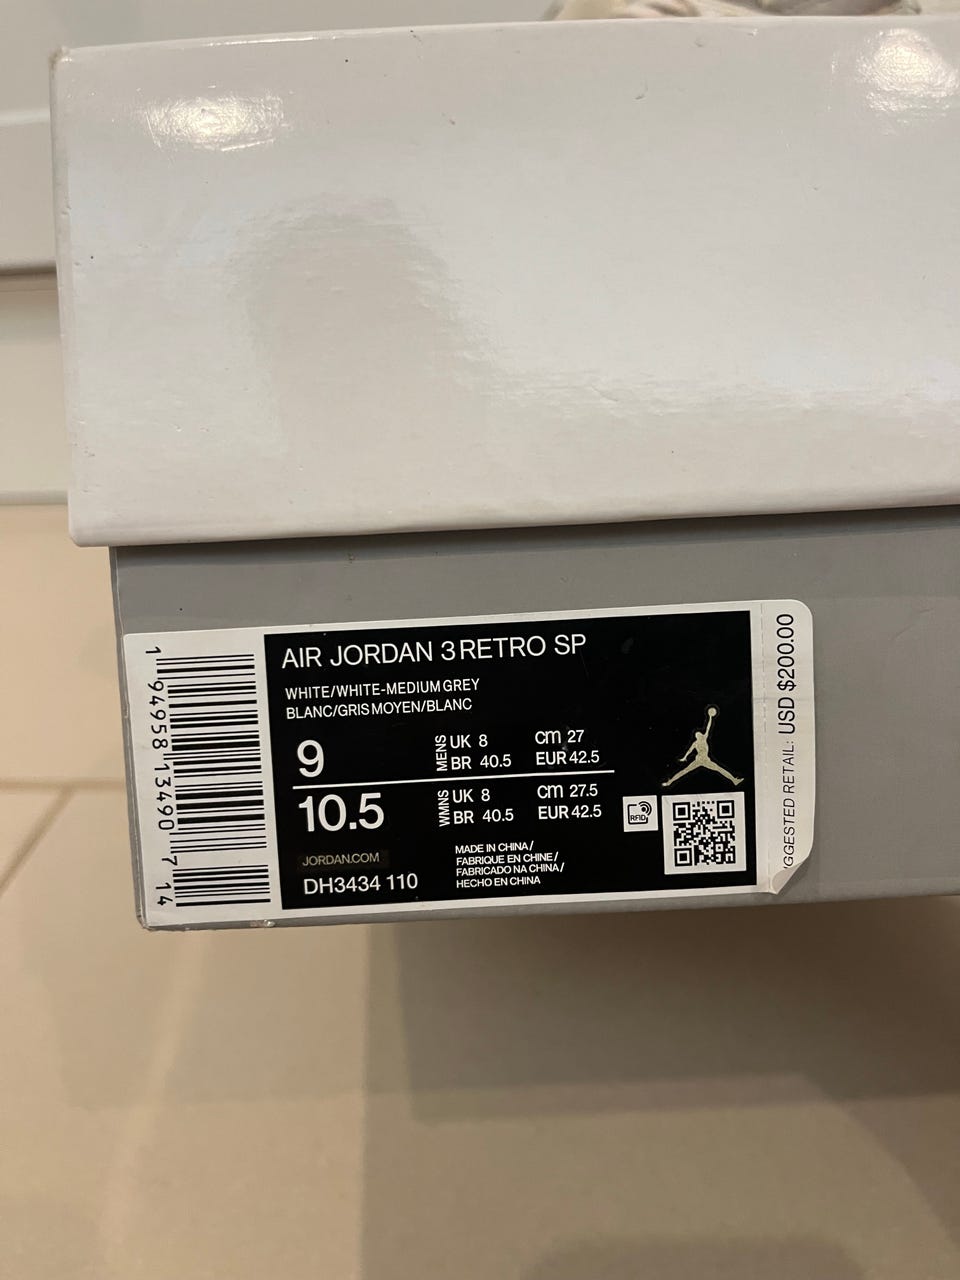 AIR JORDAN 3 RETRO SP
WHITE/WHITE-MEDIUM GREY
BLANC/GRIS MOYEN/BLANC
9
MENS
UK 8
cm 27
BR 40.5
EUR 42.5
10.5
WMNS
UK 8
cm 27.5
BR 40.5
EUR 42.5
RFID
JORDAN.COM
DH3434 110
MADE IN CHINA/
FABRIQUE EN CHINE/
FABRICADO NA CHINA/
HECHO EN CHINA
1 94958 13490 7 14
GGESTED RETAIL: USD $200.00